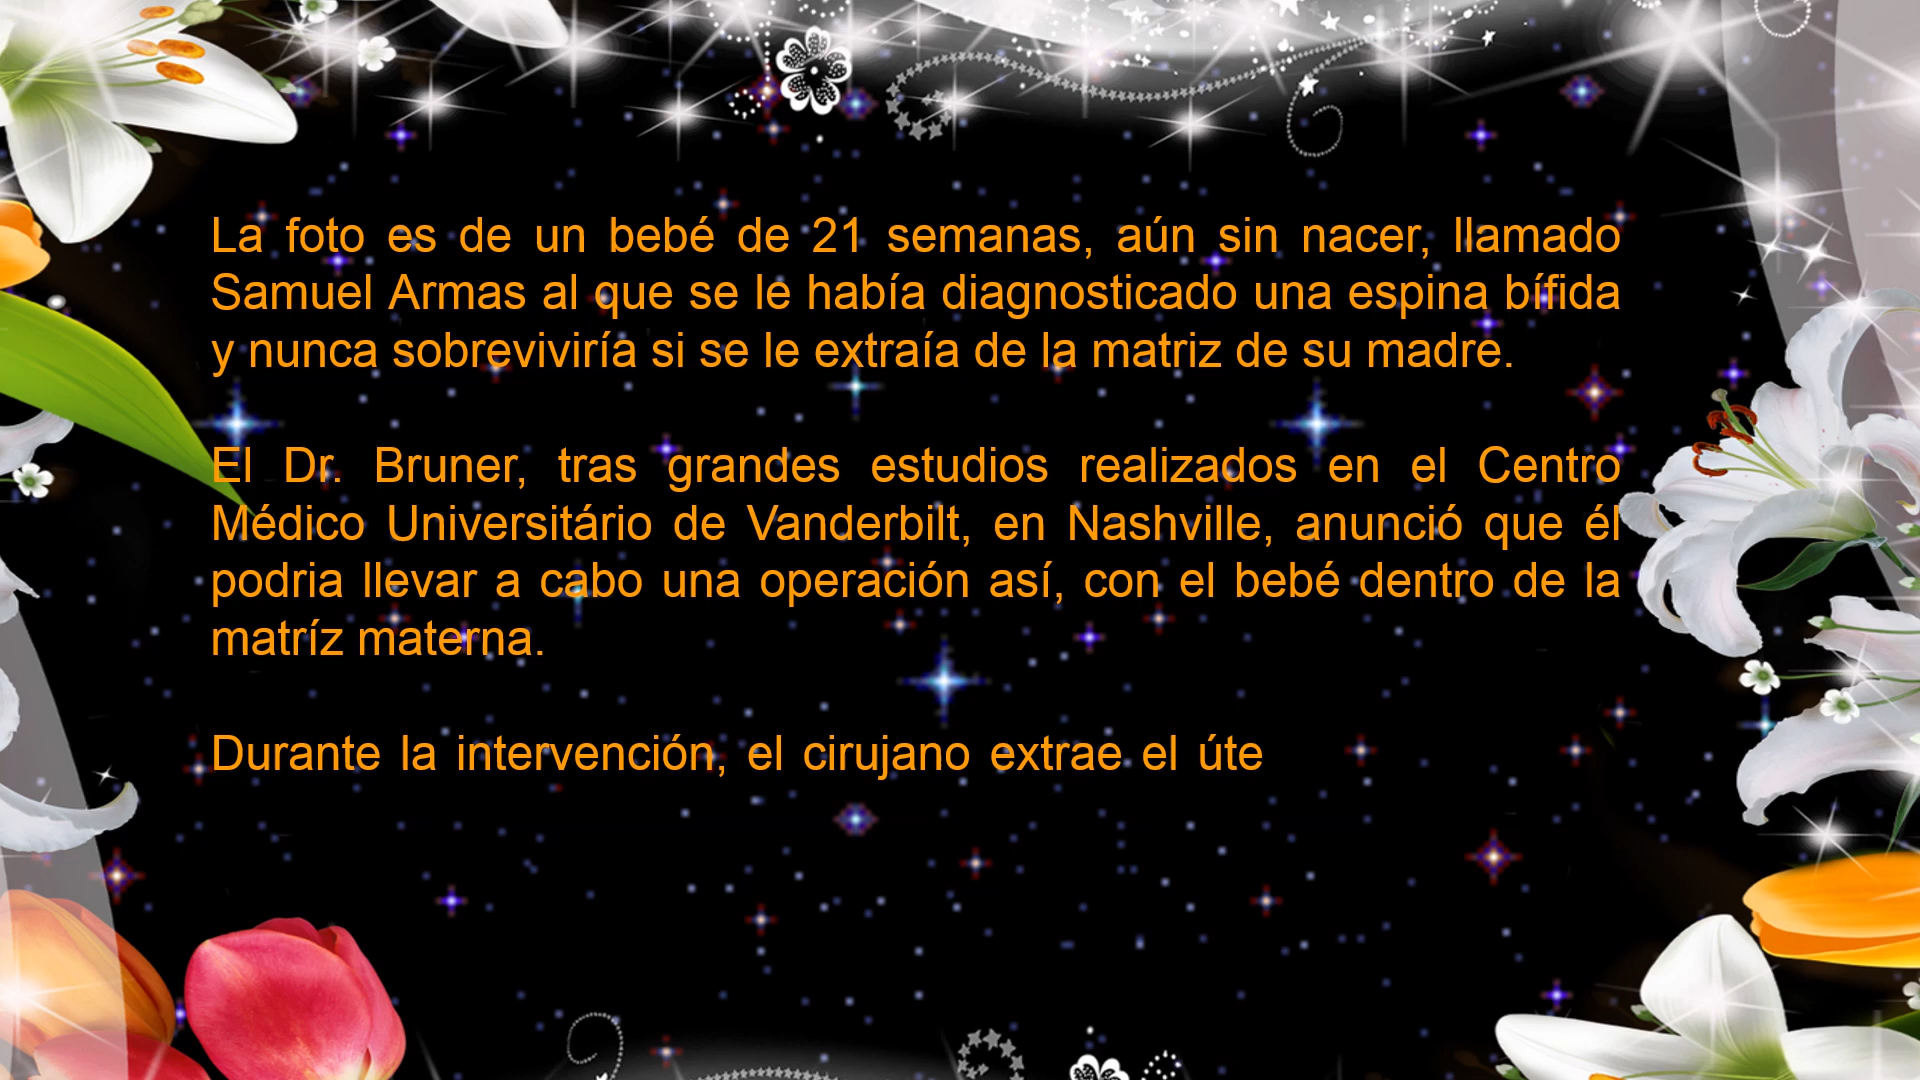 La foto es de un bebé de 21 semanas, aún sin nacer, llamado
Samuel Armas al que se le había diagnosticado una espina bífida
y nunca sobreviviría si se le extraía de la matriz de su madre.
El Dr. Bruner, tras grandes estudios realizados en el Centro
Médico Universitário de Vanderbilt, en Nashville, anunció que él
podria llevar a cabo una operación así, con el bebé dentro de la
matríz materna.
Durante la intervención, el cirujano extrae el úte